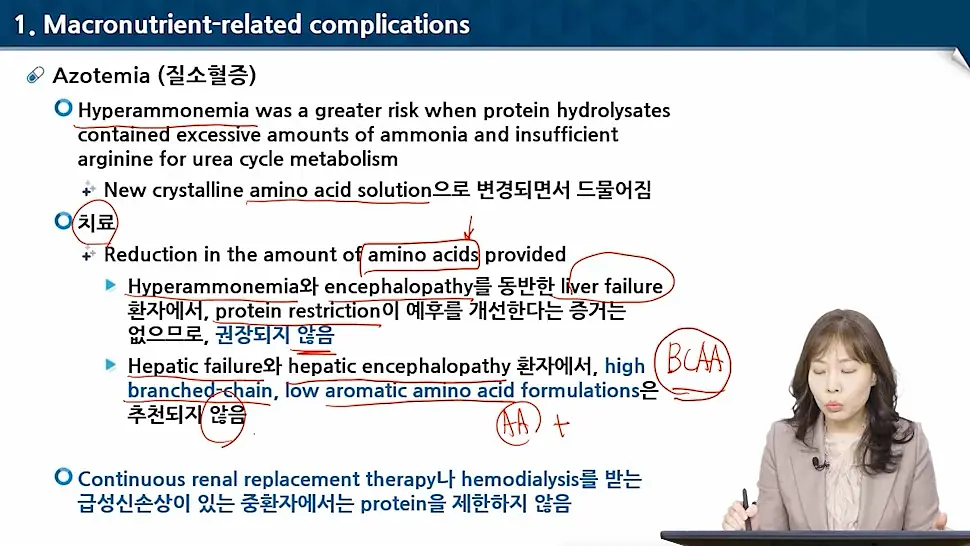 1. Macronutrient-related complications
Azotemia (질소혈증)
Hyperammonemia was a greater risk when protein hydrolysates
contained excessive amounts of ammonia and insufficient
arginine for urea cycle metabolism
New crystalline amino acid solution으로 변경되면서 드물어짐
치료
Reduction in the amount of amino acids provided
Hyperammonemia와 encephalopathy를 동반한 liver failure
환자에서, protein restriction이 예후를 개선한다는 증거는
없으므로, 권장되지 않음
Hepatic failure와 hepatic encephalopathy 환자에서, high
branched-chain, low aromatic amino acid formulations은
추천되지 않음
BCAA
AA +
Continuous renal replacement therapy나 hemodialysis를 받는
급성신손상이 있는 중환자에서는 protein을 제한하지 않음